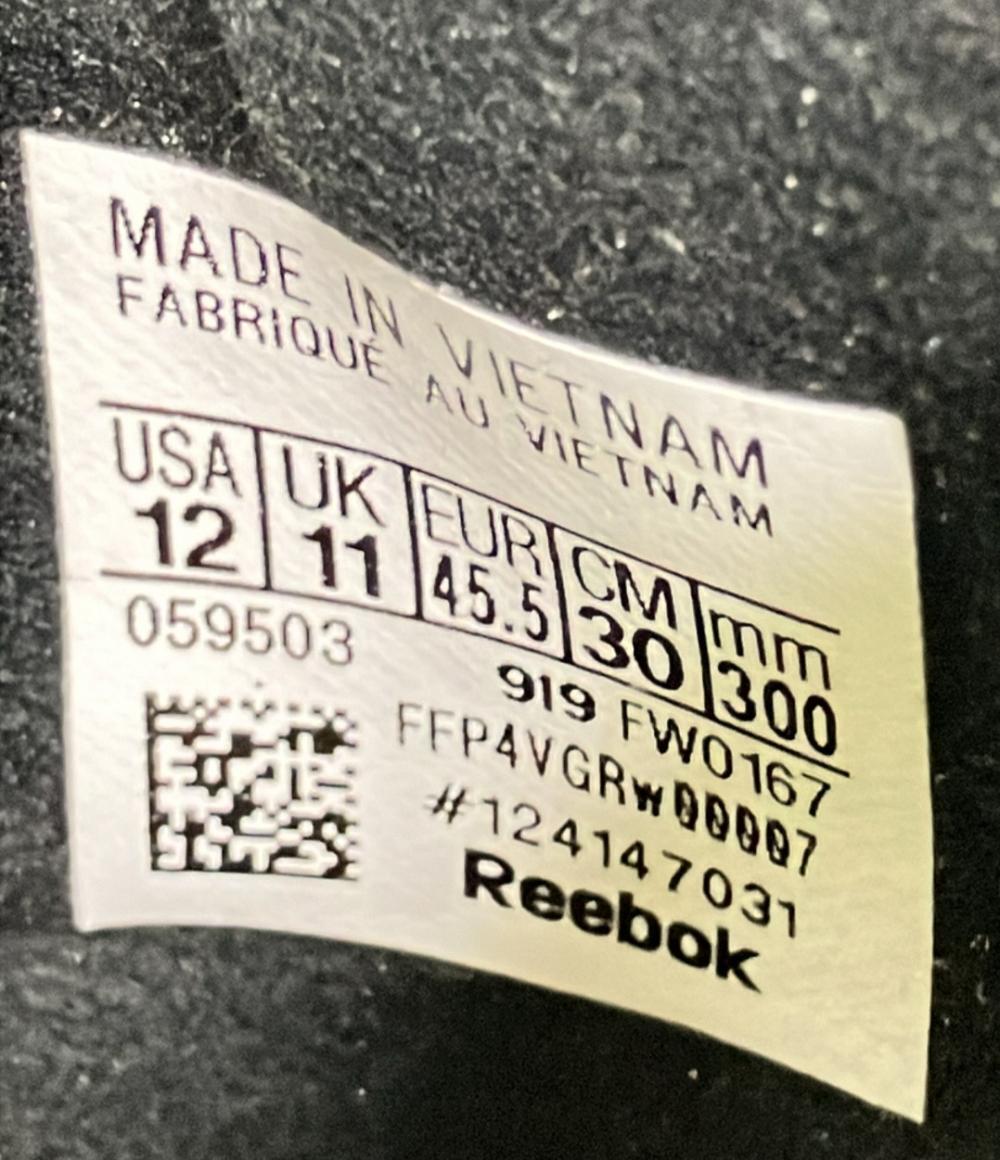 MADE IN VIETNAM
FABRIQUÉ AU VIETNAM
USA UK EUR CM mm
12 11 45.5 30 300
059503
919 FW0167
FFP4VGRw00007
#124147031
Reebok